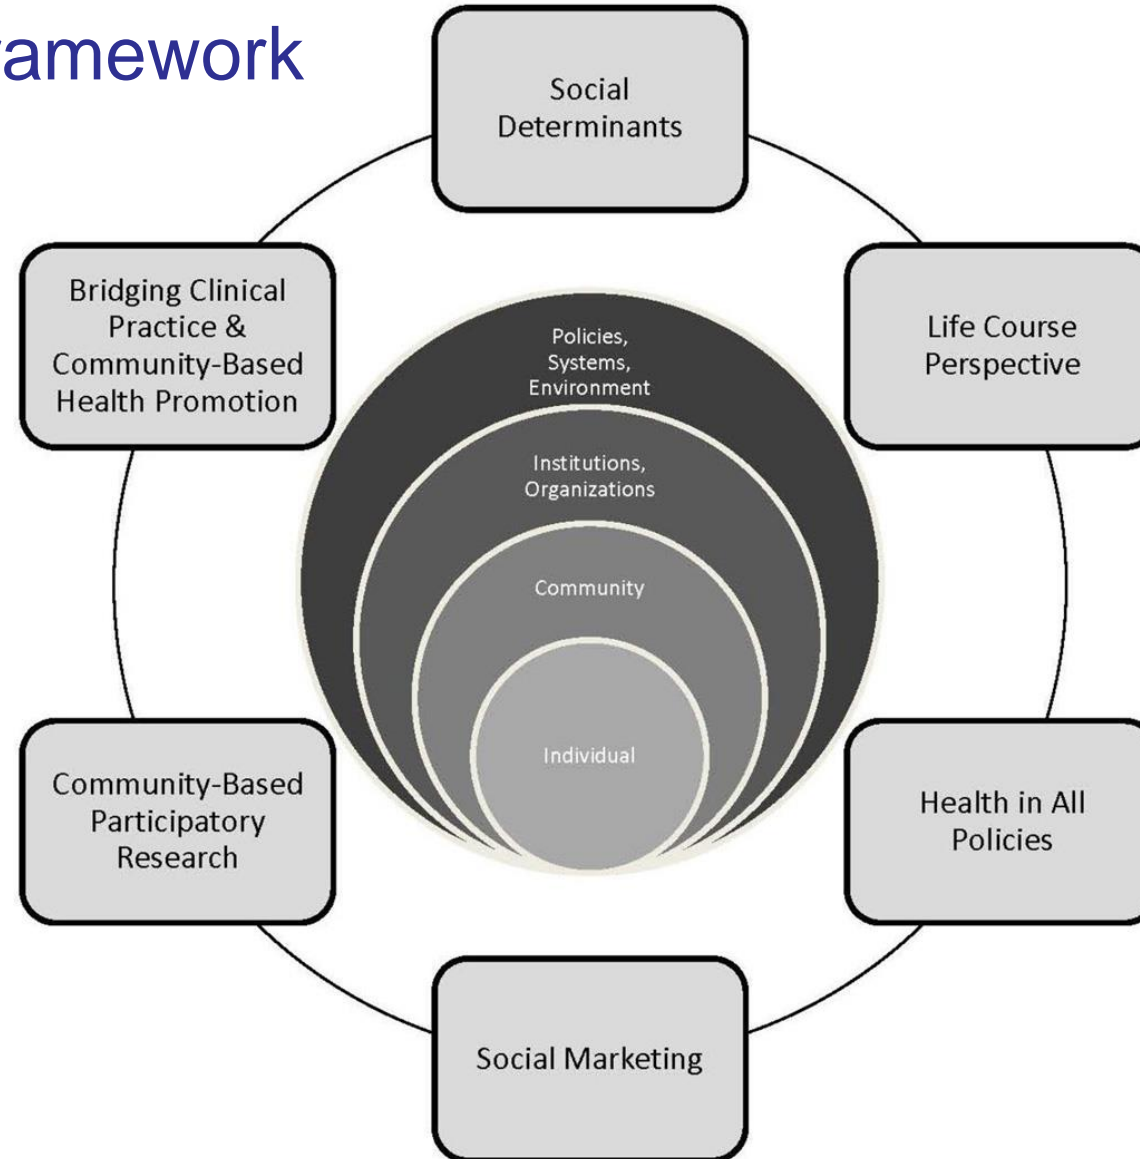 amework
Social
Determinants
Bridging Clinical
Practice &
Community-Based
Health Promotion
Life Course
Perspective
Policies,
Systems,
Environment
Institutions,
Organizations
Community
Individual
Community-Based
Participatory
Research
Health in All
Policies
Social Marketing